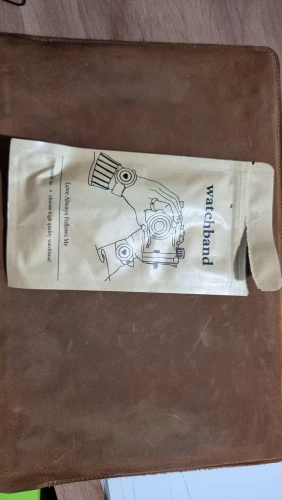 watchband
Love Always Follows Me
choose high quality watchband